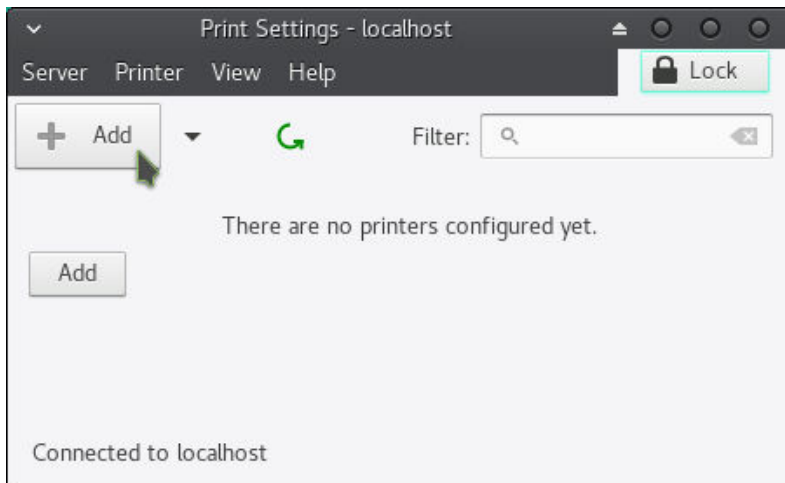 Print Settings - localhost
Server Printer View Help Lock
Add Filter:
There are no printers configured yet.
Add
Connected to localhost